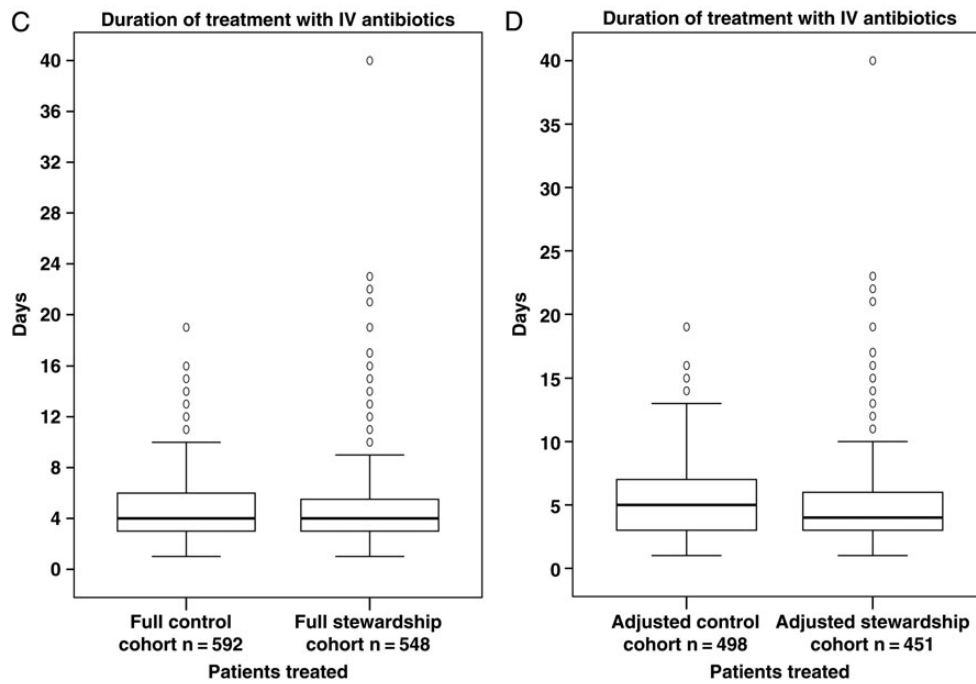 C
Duration of treatment with IV antibiotics
40
36
32
28
24
20
16
12
8
4
0
Days
Full control
cohort n = 592
Full stewardship
cohort n = 548
Patients treated
D
Duration of treatment with IV antibiotics
40
35
30
25
20
15
10
5
0
Days
Adjusted control
cohort n = 498
Adjusted stewardship
cohort n = 451
Patients treated